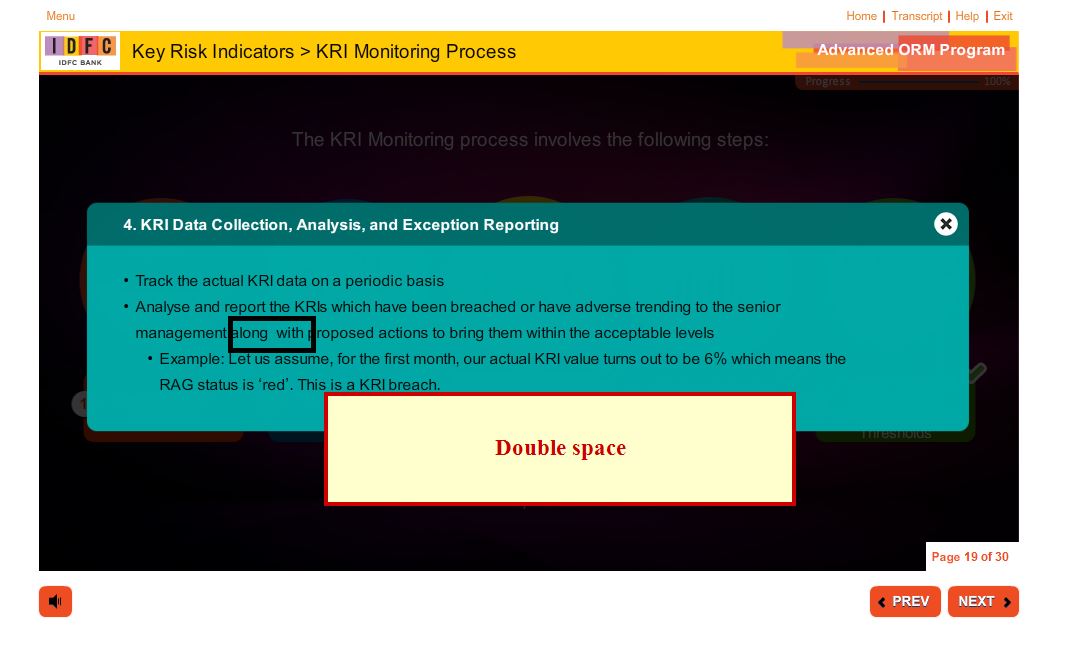 Menu
Home | Transcript | Help | Exit
IDFC
IDFC BANK
Key Risk Indicators > KRI Monitoring Process
Advanced ORM Program
Progress 100%
The KRI Monitoring process involves the following steps:
4. KRI Data Collection, Analysis, and Exception Reporting
• Track the actual KRI data on a periodic basis
• Analyse and report the KRIs which have been breached or have adverse trending to the senior
management along  with proposed actions to bring them within the acceptable levels
• Example: Let us assume, for the first month, our actual KRI value turns out to be 6% which means the
RAG status is ‘red’. This is a KRI breach.
1
Thresholds
Double space
Page 19 of 30
PREV
NEXT